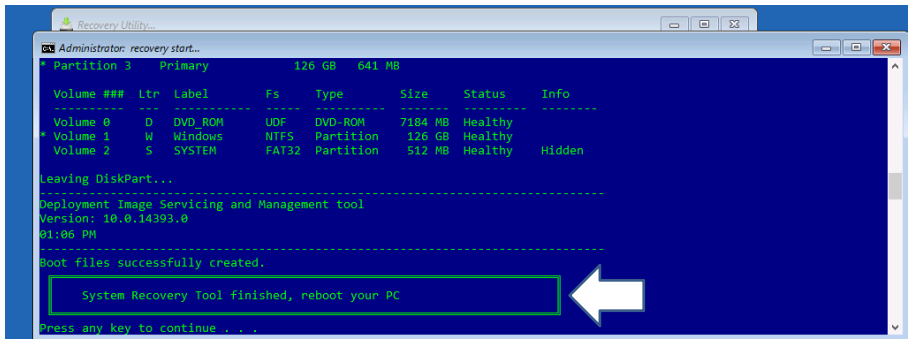 Recovery Utility...
Administrator: recovery start...
* Partition 3    Primary            126 GB   641 MB
  Volume ###  Ltr  Label        Fs     Type        Size     Status     Info
  ----------  ---  -----------  -----  ----------  -------  ---------  --------
  Volume 0     D   DVD_ROM      UDF    DVD-ROM     7184 MB  Healthy
* Volume 1     W   Windows      NTFS   Partition    126 GB  Healthy
  Volume 2     S   SYSTEM       FAT32  Partition    512 MB  Healthy    Hidden
Leaving DiskPart...
--------------------------------------------------------------------------------
Deployment Image Servicing and Management tool
Version: 10.0.14393.0
01:06 PM
--------------------------------------------------------------------------------
Boot files successfully created.
System Recovery Tool finished, reboot your PC
Press any key to continue . . .